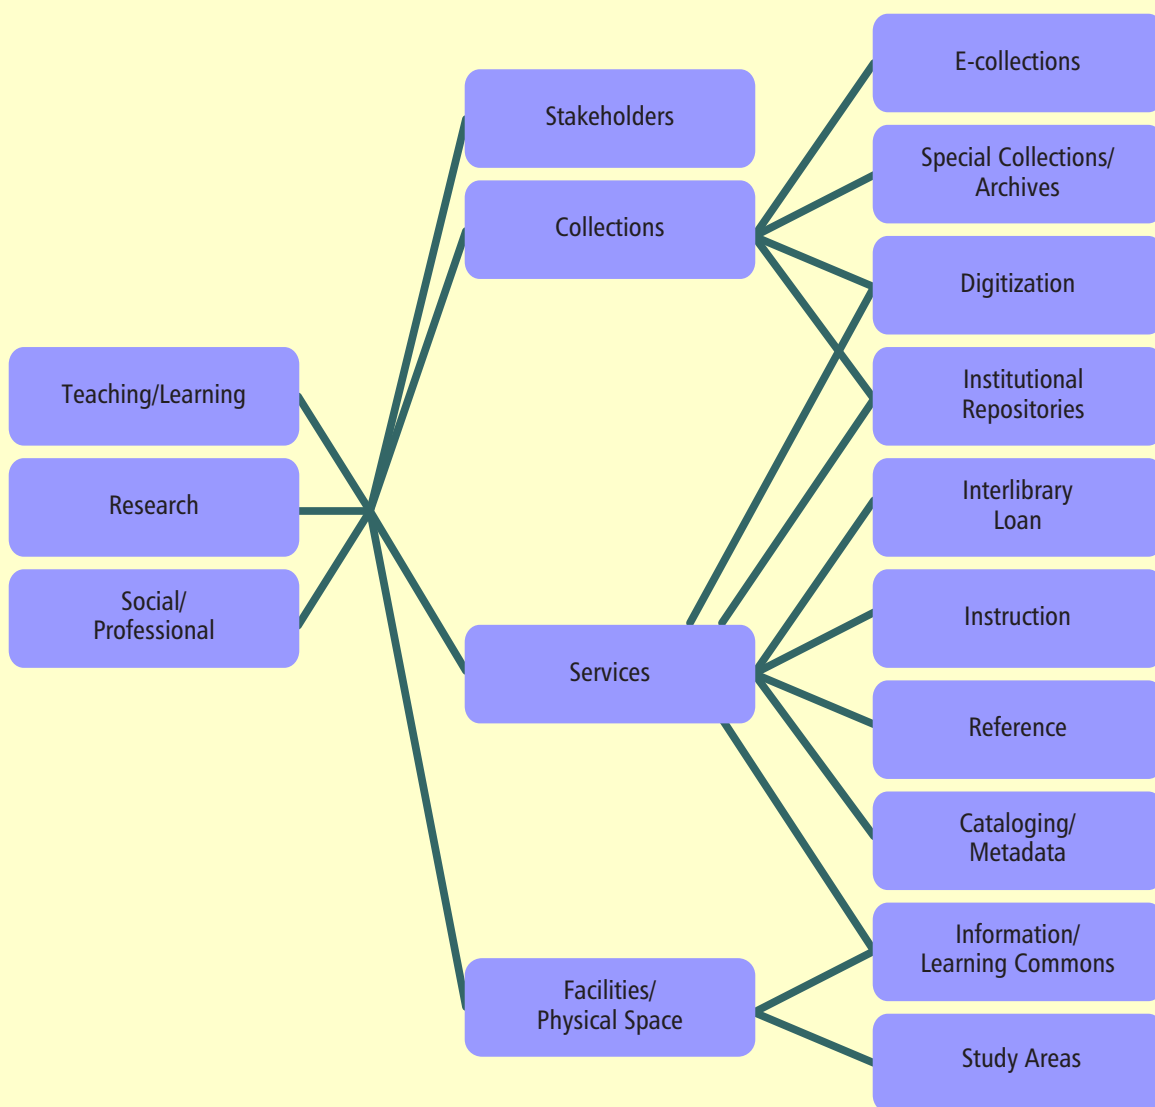 Teaching/Learning
Research
Social/
Professional
Stakeholders
Collections
Services
Facilities/
Physical Space
E-collections
Special Collections/
Archives
Digitization
Institutional
Repositories
Interlibrary
Loan
Instruction
Reference
Cataloging/
Metadata
Information/
Learning Commons
Study Areas